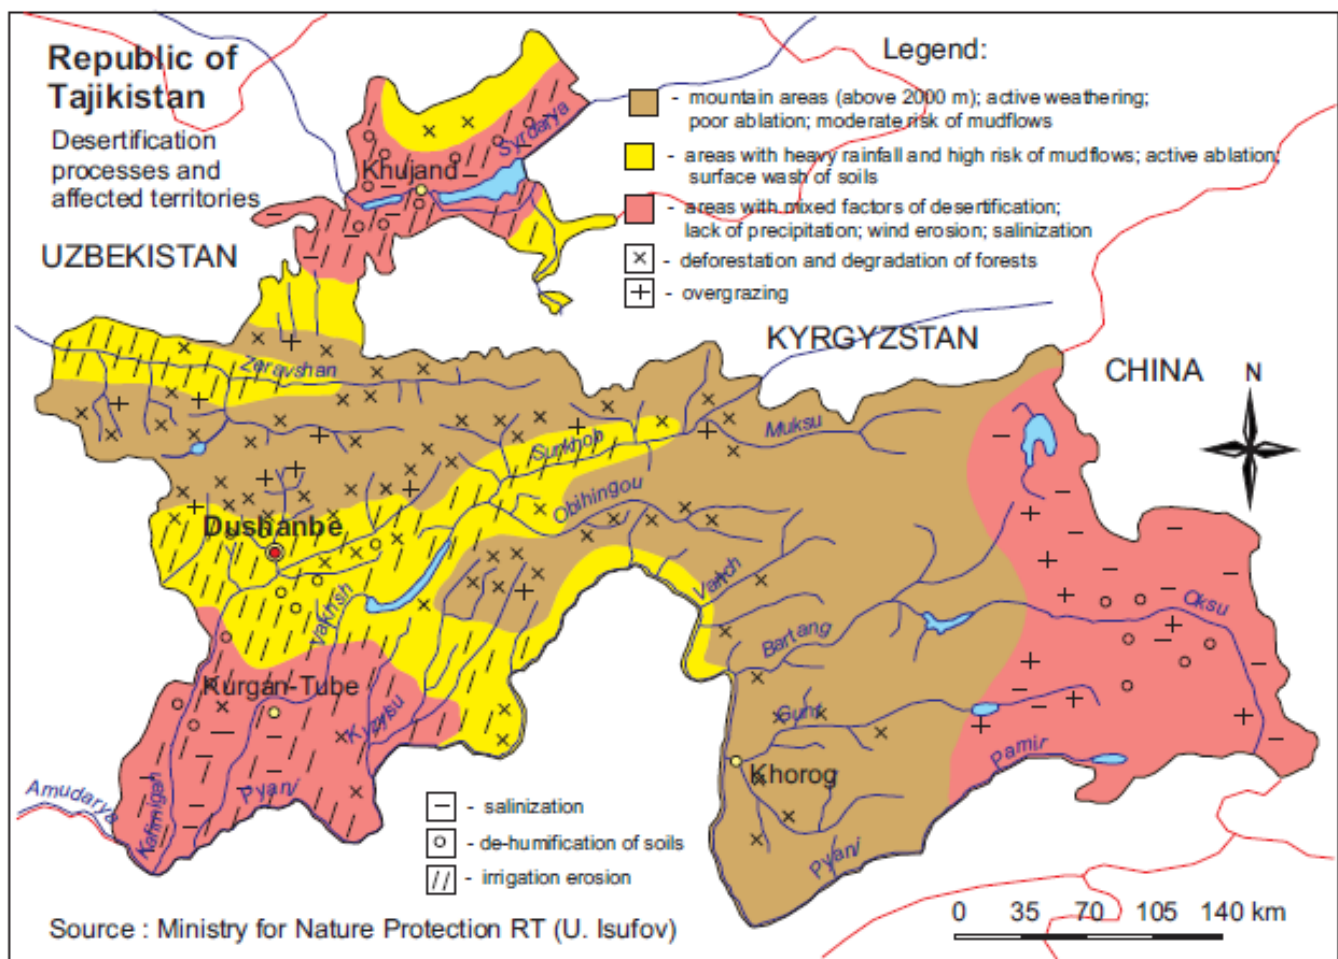 Republic of
Tajikistan
Desertification
processes and
affected territories
Legend:
- mountain areas (above 2000 m); active weathering;
poor ablation; moderate risk of mudflows
- areas with heavy rainfall and high risk of mudflows; active ablation;
surface wash of soils
- areas with mixed factors of desertification;
lack of precipitation; wind erosion; salinization
× - deforestation and degradation of forests
+ - overgrazing
Syrdarya
Khujand
UZBEKISTAN
KYRGYZSTAN
CHINA
N
Zeravshan
Surkhob
Muksu
Obihingou
Dushanbe
Vakhsh
Vanch
Bartang
Oksu
Kurgan-Tube
Kyzylsu
Gunt
Pamir
Khorog
Amudarya
Kafirnigan
Pyanj
Pyanj
— - salinization
o - de-humification of soils
// - irrigation erosion
0 35 70 105 140 km
Source : Ministry for Nature Protection RT (U. Isufov)